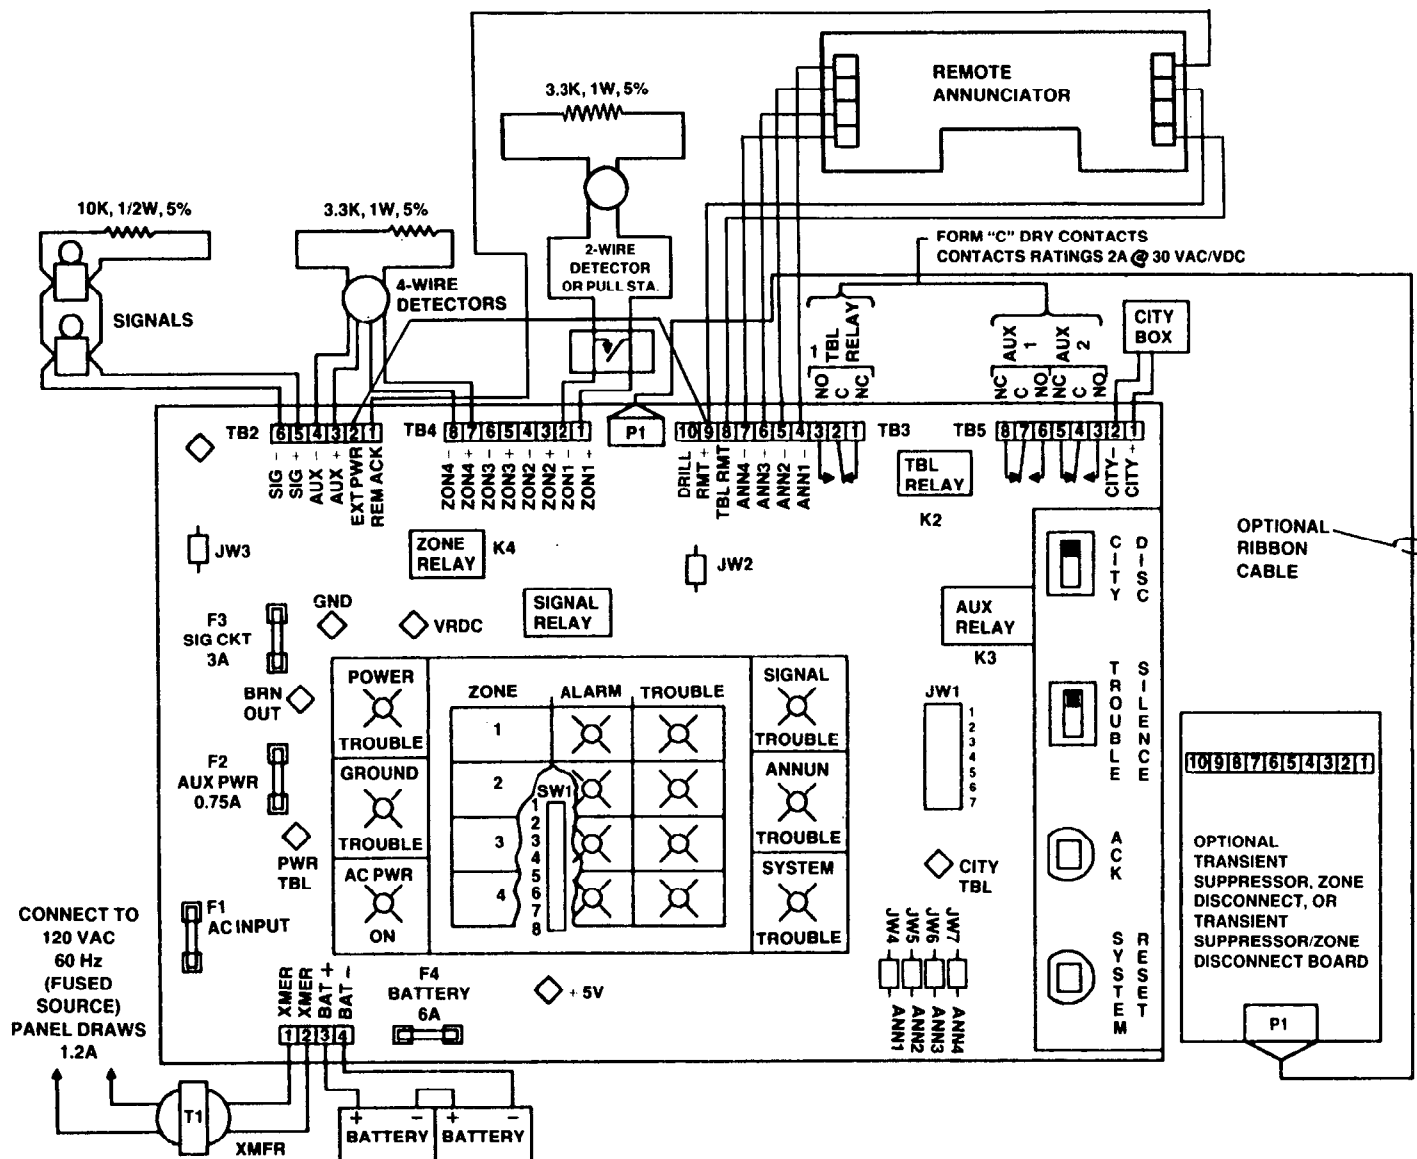 REMOTE
ANNUNCIATOR
3.3K, 1W, 5%
10K, 1/2W, 5%
3.3K, 1W, 5%
SIGNALS
4-WIRE
DETECTORS
2-WIRE
DETECTOR
OR PULL STA.
FORM "C" DRY CONTACTS
CONTACTS RATINGS 2A @ 30 VAC/VDC
1
TBL
RELAY
NO
C
NC
AUX
1
AUX
2
NC
C
NO
NC
C
NO
CITY
BOX
TB2
6 5 4 3 2 1
SIG -
SIG +
AUX -
AUX +
EXT PWR
REM ACK
TB4
8 7 6 5 4 3 2 1
ZON4 -
ZON4 +
ZON3 -
ZON3 +
ZON2 -
ZON2 +
ZON1 -
ZON1 +
P1
10 9 8 7 6 5 4 3 2 1
TB3
DRILL
RMT +
TBL RMT
ANN4 -
ANN3 +
ANN2 -
ANN1 -
TB5
8 7 6 5 4 3 2 1
CITY -
CITY +
TBL
RELAY
K2
JW3
ZONE
RELAY
K4
JW2
OPTIONAL
RIBBON
CABLE
CITY
DISC
F3
SIG CKT
3A
GND
VRDC
SIGNAL
RELAY
AUX
RELAY
K3
TROUBLE
SILENCE
BRN
OUT
POWER
TROUBLE
ZONE
ALARM
TROUBLE
1
2
3
4
SW1
1
2
3
4
5
6
7
8
SIGNAL
TROUBLE
JW1
1
2
3
4
5
6
7
F2
AUX PWR
0.75A
GROUND
TROUBLE
ANNUN
TROUBLE
PWR
TBL
AC PWR
ON
SYSTEM
TROUBLE
CITY
TBL
ACK
10 9 8 7 6 5 4 3 2 1
OPTIONAL
TRANSIENT
SUPPRESSOR, ZONE
DISCONNECT, OR
TRANSIENT
SUPPRESSOR/ZONE
DISCONNECT BOARD
P1
F1
AC INPUT
CONNECT TO
120 VAC
60 Hz
(FUSED
SOURCE)
PANEL DRAWS
1.2A
XMER
XMER
BAT +
BAT -
1 2 3 4
F4
BATTERY
6A
+ 5V
JW4
JW5
JW6
JW7
ANN1
ANN2
ANN3
ANN4
SYSTEM
RESET
T1
XMFR
+ -
BATTERY
+ -
BATTERY